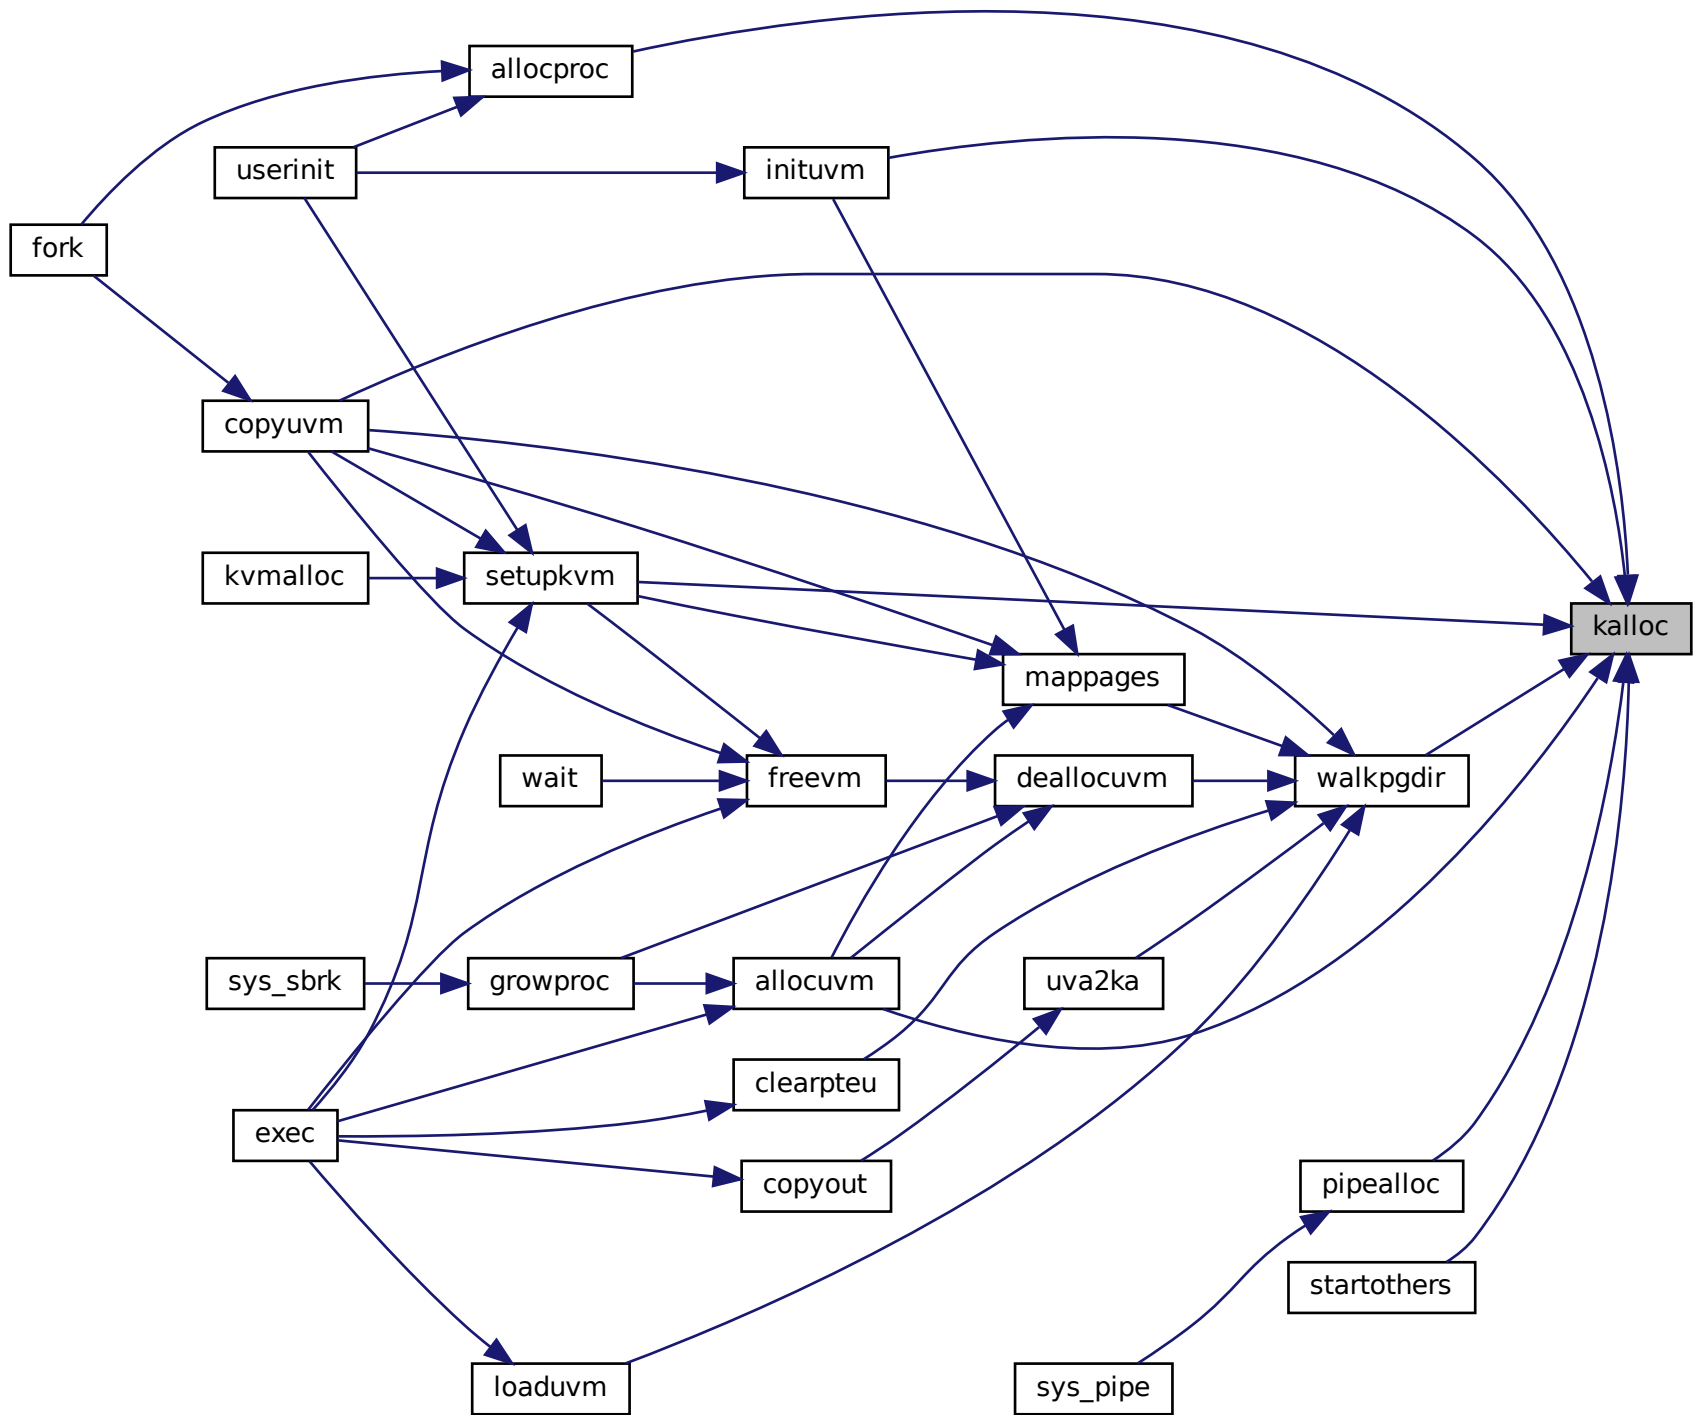 allocproc
userinit
inituvm
fork
copyuvm
kvmalloc
setupkvm
kalloc
mappages
wait
freevm
deallocuvm
walkpgdir
sys_sbrk
growproc
allocuvm
uva2ka
clearpteu
exec
copyout
pipealloc
startothers
loaduvm
sys_pipe